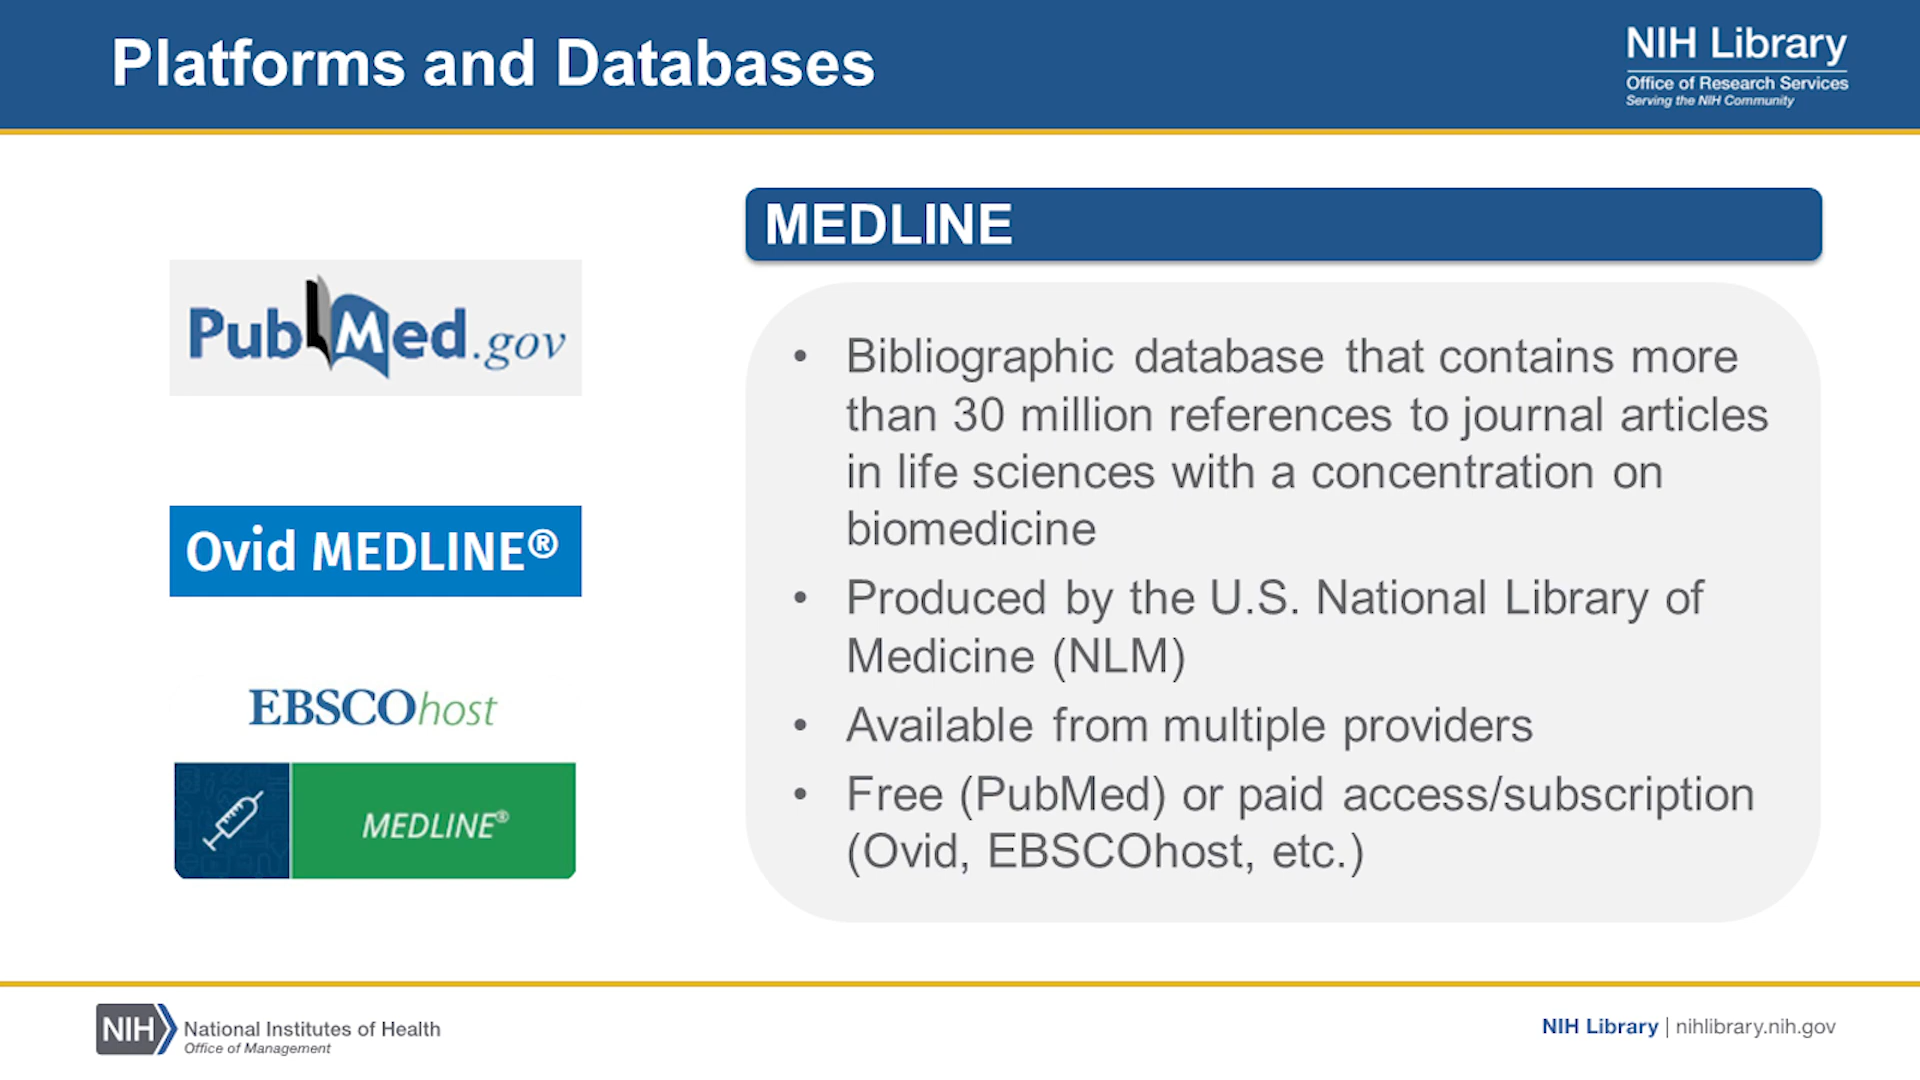 Platforms and Databases
NIH Library
Office of Research Services
Serving the NIH Community
PubMed.gov
Ovid MEDLINE®
EBSCOhost
MEDLINE®
MEDLINE
• Bibliographic database that contains more
than 30 million references to journal articles
in life sciences with a concentration on
biomedicine
• Produced by the U.S. National Library of
Medicine (NLM)
• Available from multiple providers
• Free (PubMed) or paid access/subscription
(Ovid, EBSCOhost, etc.)
NIH National Institutes of Health
Office of Management
NIH Library | nihlibrary.nih.gov